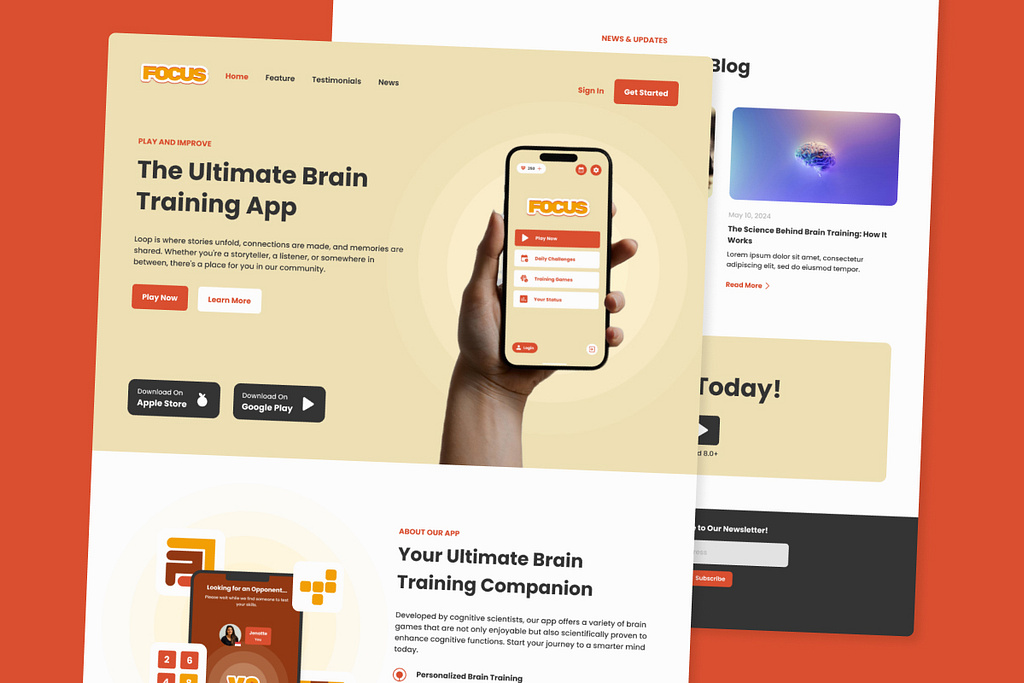 NEWS & UPDATES
Blog
May 10, 2024
The Science Behind Brain Training: How It
Works
Lorem ipsum dolor sit amet, consectetur
adipiscing elit, sed do eiusmod tempor.
Read More
Today!
d 8.0+
e to Our Newsletter!
ress
Subscribe
FOCUS
Home
Feature
Testimonials
News
Sign In
Get Started
PLAY AND IMPROVE
The Ultimate Brain
Training App
Loop is where stories unfold, connections are made, and memories are
shared. Whether you're a storyteller, a listener, or somewhere in
between, there's a place for you in our community.
Play Now
Learn More
Download On
Apple Store
Download On
Google Play
FOCUS
Play Now
Daily Challenges
Training Games
Your Status
Login
ABOUT OUR APP
Your Ultimate Brain
Training Companion
Developed by cognitive scientists, our app offers a variety of brain
games that are not only enjoyable but also scientifically proven to
enhance cognitive functions. Start your journey to a smarter mind
today.
Personalized Brain Training
Looking for an Opponent...
Please wait while we find someone to test
your skills.
Janette
You
VS
2 6
4 8